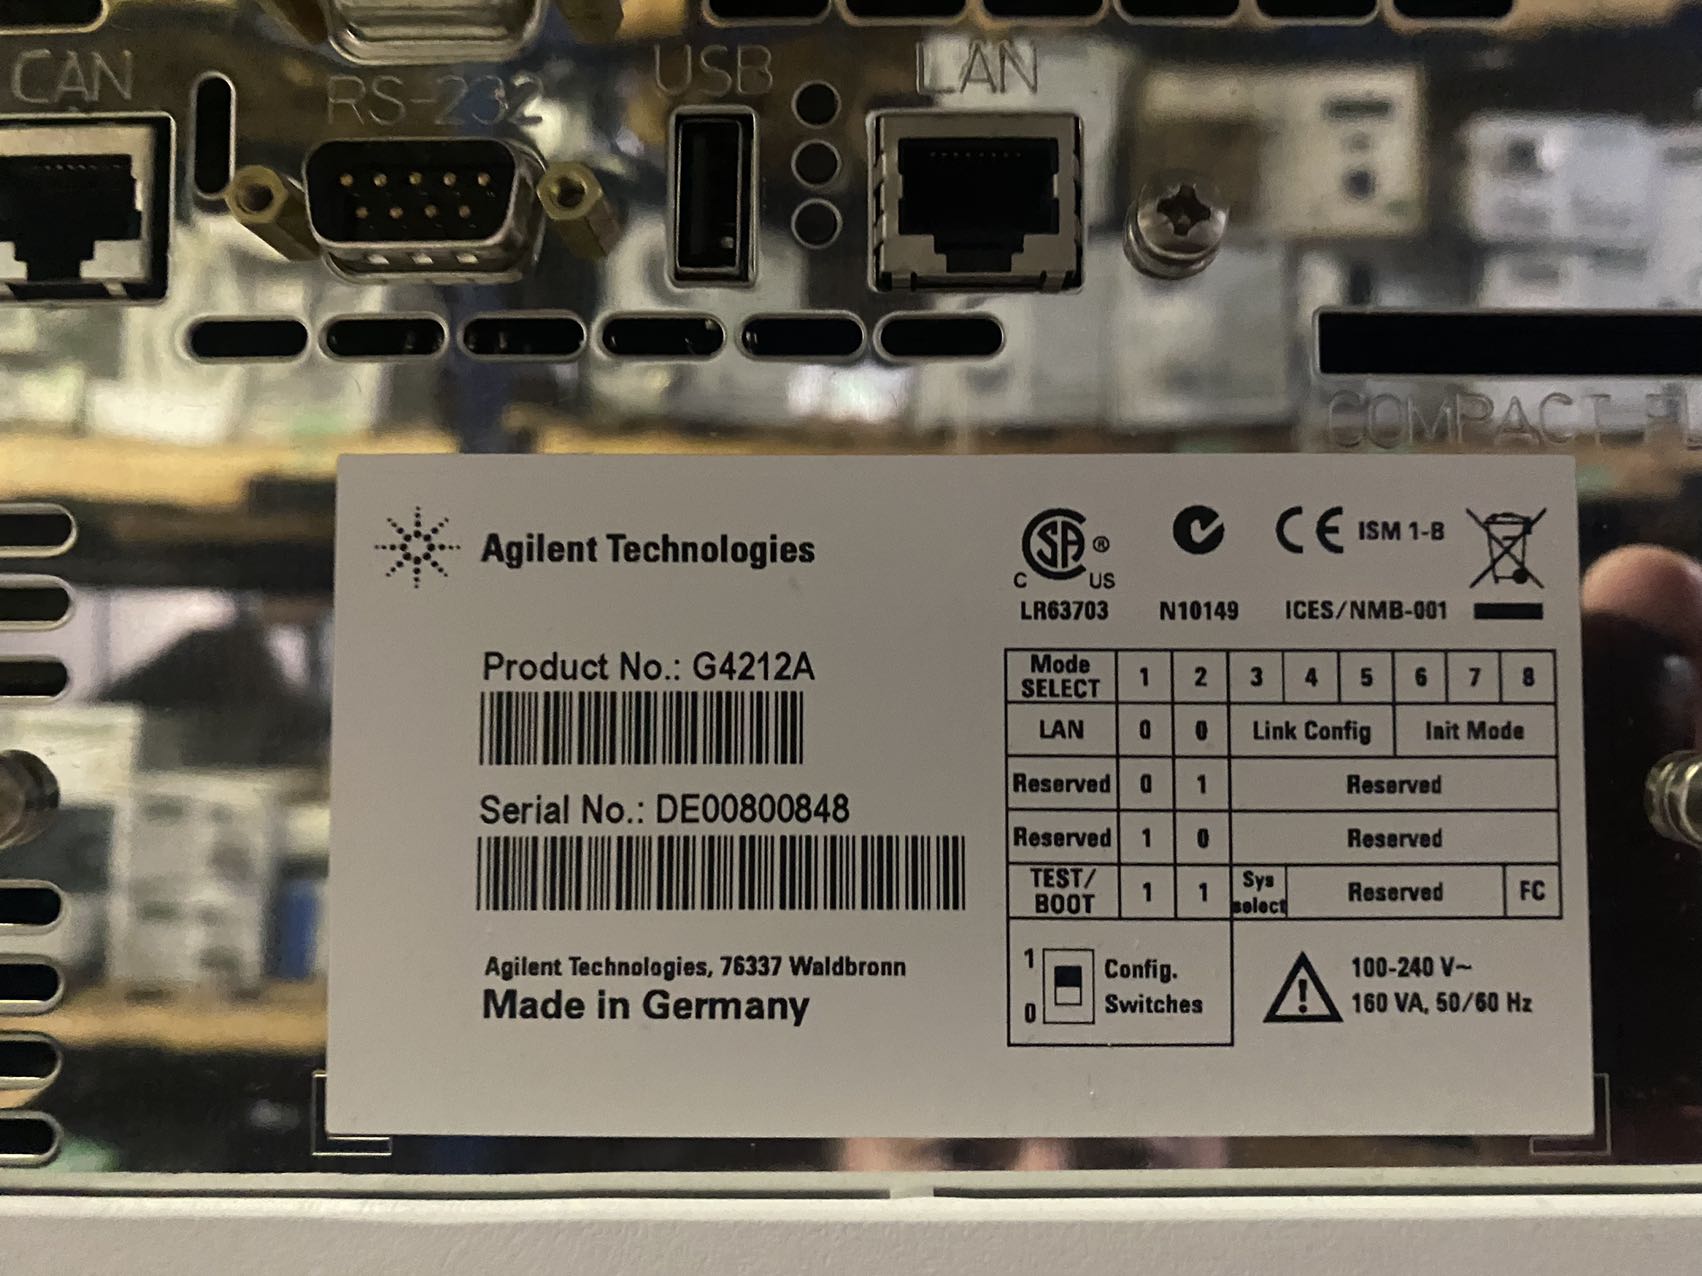 CAN
RS-232
USB
LAN
COMPACT
Agilent Technologies
Product No.: G4212A
Serial No.: DE00800848
Agilent Technologies, 76337 Waldbronn
Made in Germany
SA ®
C US
LR63703
N10149
CE ISM 1-B
ICES/NMB-001
Mode SELECT 1 2 3 4 5 6 7 8
LAN 0 0 Link Config Init Mode
Reserved 0 1 Reserved
Reserved 1 0 Reserved
TEST/ BOOT 1 1 Sys select Reserved FC
1
0
Config.
Switches
100-240 V~
160 VA, 50/60 Hz